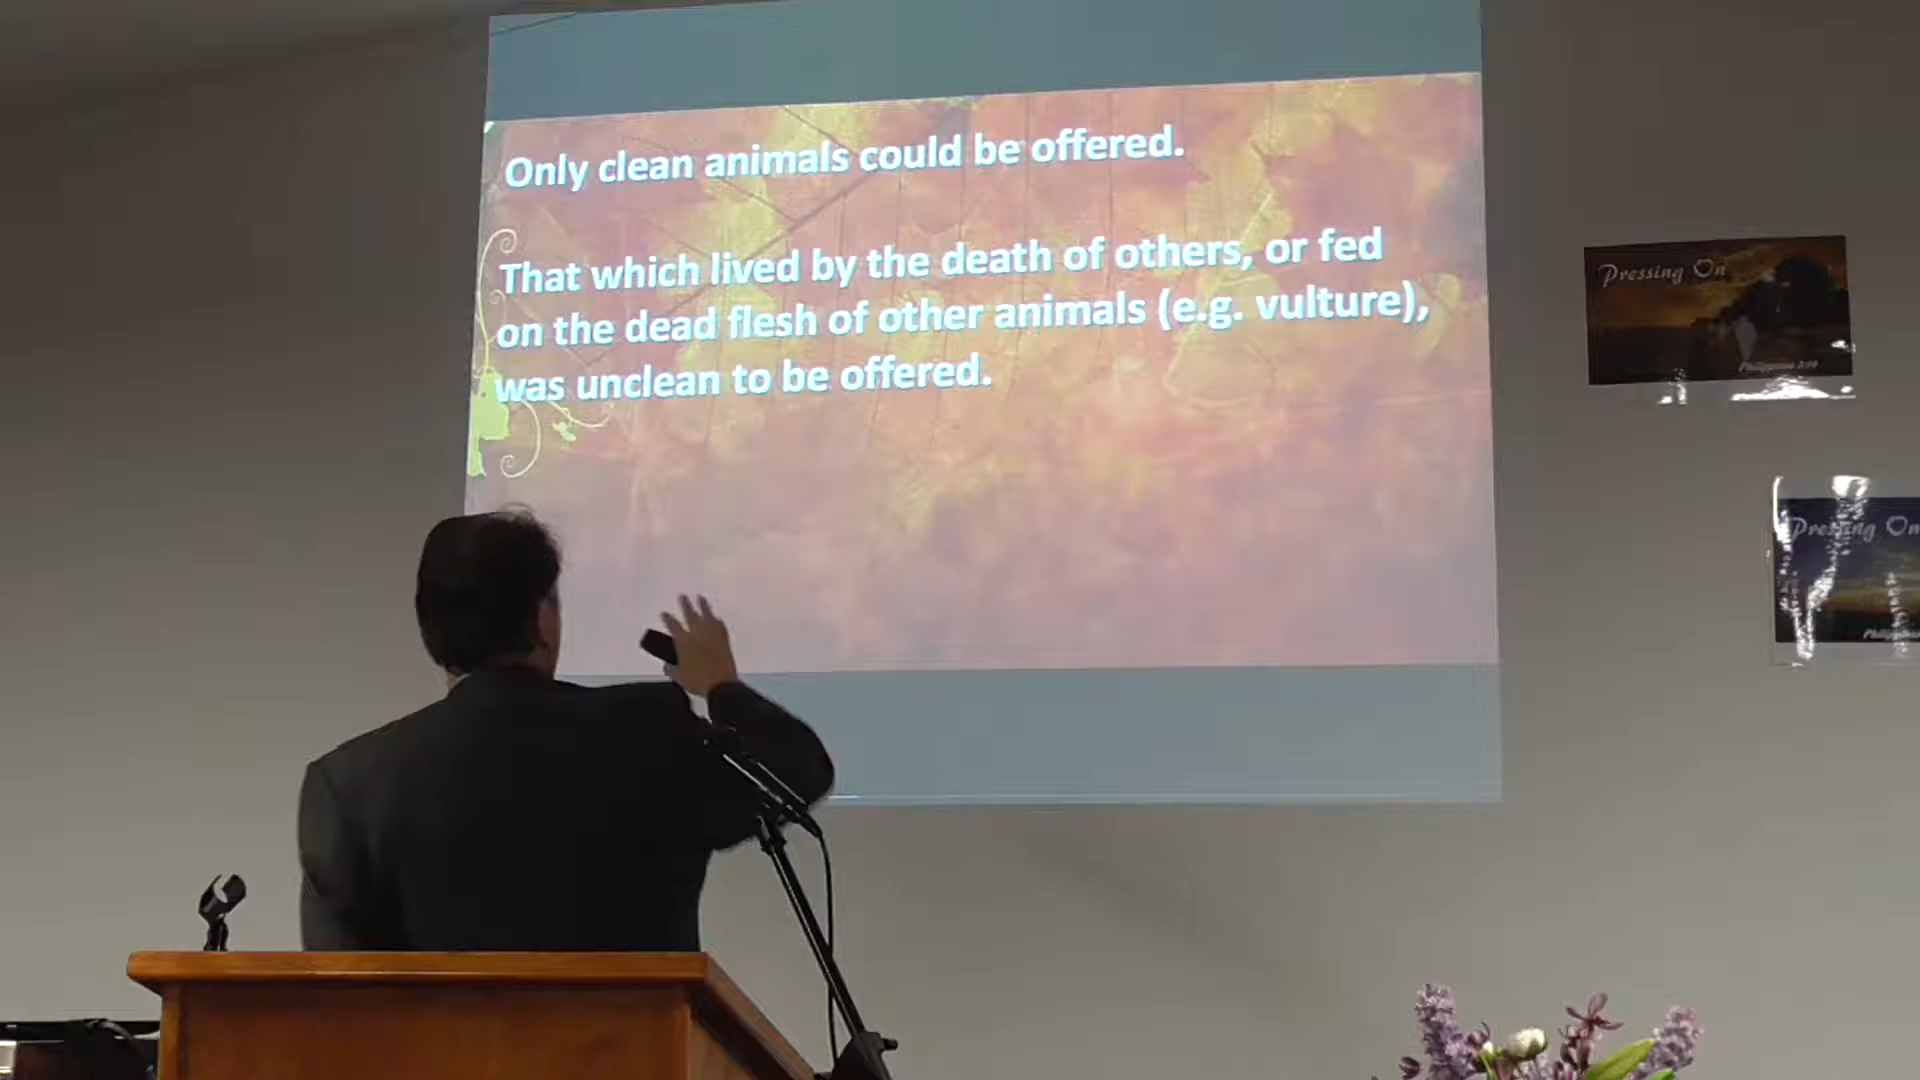 Only clean animals could be offered.
That which lived by the death of others, or fed
on the dead flesh of other animals (e.g. vulture),
was unclean to be offered.
Pressing On
Pressing On